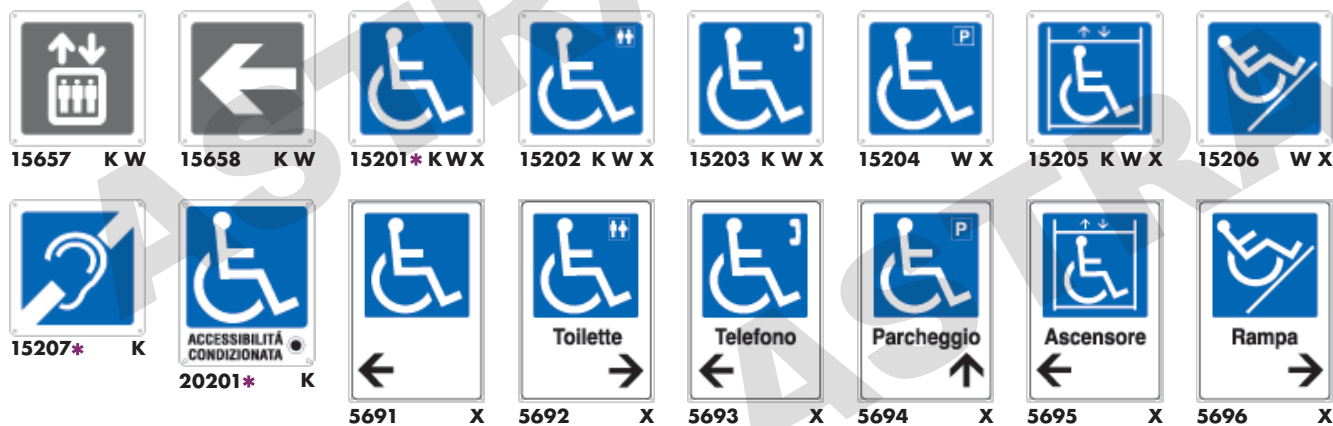 P
15657 K W
15658 K W
15201* K W X
15202 K W X
15203 K W X
15204 W X
15205 K W X
15206 W X
P
ACCESSIBILITÁ
CONDIZIONATA
Toilette
Telefono
Parcheggio
Ascensore
Rampa
15207* K
20201* K
5691 X
5692 X
5693 X
5694 X
5695 X
5696 X
ASTRA
ASTRA